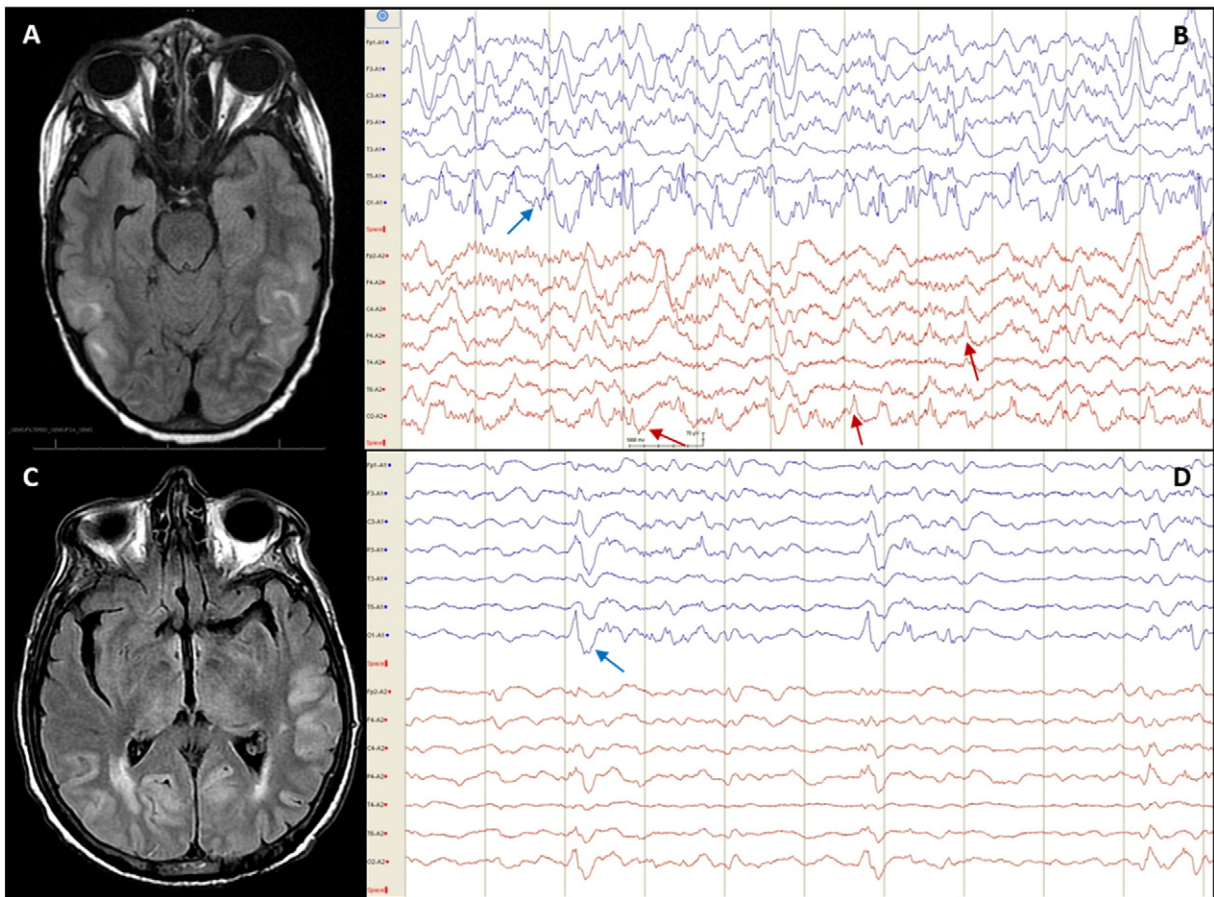 A
B
Fp1-A1
F3-A1
C3-A1
P3-A1
T3-A1
T5-A1
O1-A1
Fp2-A2
F4-A2
C4-A2
P4-A2
T4-A2
T6-A2
O2-A2
1000 ms
C
D
Fp1-A1
F3-A1
C3-A1
P3-A1
T3-A1
T5-A1
O1-A1
Fp2-A2
F4-A2
C4-A2
P4-A2
T4-A2
T6-A2
O2-A2